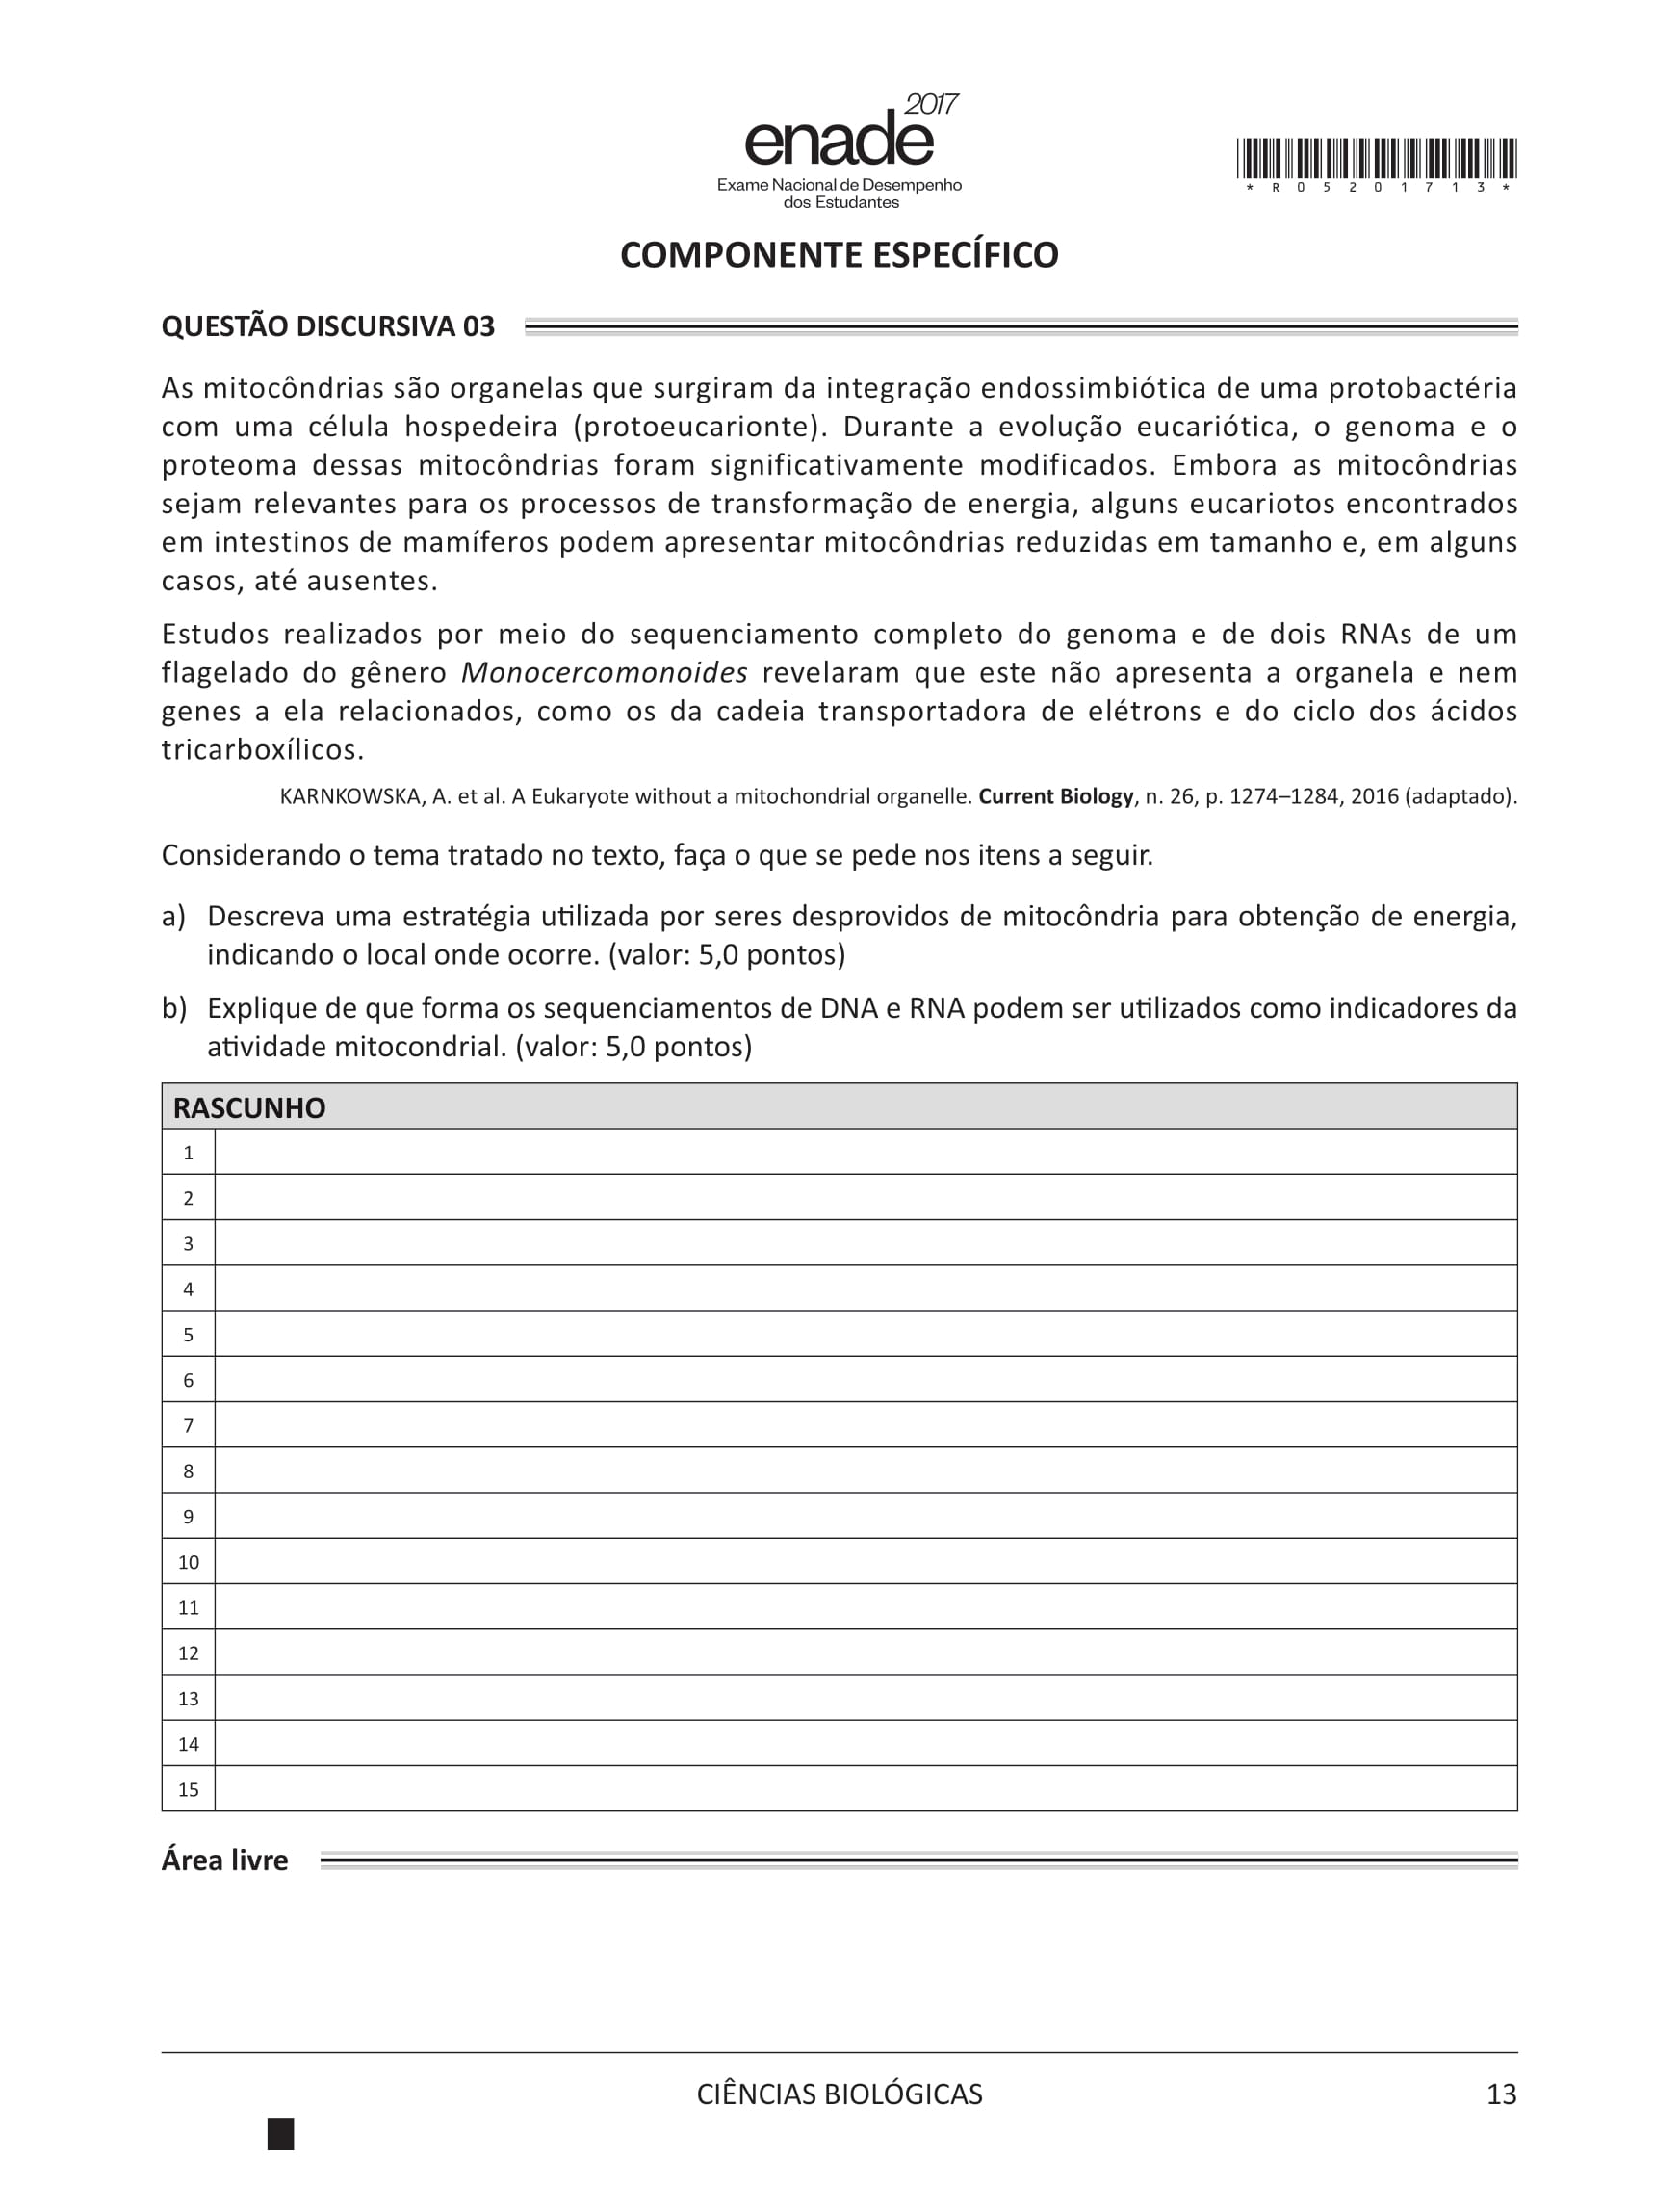 2017
enade
Exame Nacional de Desempenho
dos Estudantes
* R 0 5 2 0 1 7 1 3 *
COMPONENTE ESPECÍFICO
QUESTÃO DISCURSIVA 03
As mitocôndrias são organelas que surgiram da integração endossimbiótica de uma protobactéria
com uma célula hospedeira (protoeucarionte). Durante a evolução eucariótica, o genoma e o
proteoma dessas mitocôndrias foram significativamente modificados. Embora as mitocôndrias
sejam relevantes para os processos de transformação de energia, alguns eucariotos encontrados
em intestinos de mamíferos podem apresentar mitocôndrias reduzidas em tamanho e, em alguns
casos, até ausentes.
Estudos realizados por meio do sequenciamento completo do genoma e de dois RNAs de um
flagelado do gênero Monocercomonoides revelaram que este não apresenta a organela e nem
genes a ela relacionados, como os da cadeia transportadora de elétrons e do ciclo dos ácidos
tricarboxílicos.
KARNKOWSKA, A. et al. A Eukaryote without a mitochondrial organelle. Current Biology, n. 26, p. 1274–1284, 2016 (adaptado).
Considerando o tema tratado no texto, faça o que se pede nos itens a seguir.
a) Descreva uma estratégia utilizada por seres desprovidos de mitocôndria para obtenção de energia,
indicando o local onde ocorre. (valor: 5,0 pontos)
b) Explique de que forma os sequenciamentos de DNA e RNA podem ser utilizados como indicadores da
atividade mitocondrial. (valor: 5,0 pontos)
RASCUNHO
1
2
3
4
5
6
7
8
9
10
11
12
13
14
15
Área livre
CIÊNCIAS BIOLÓGICAS
13